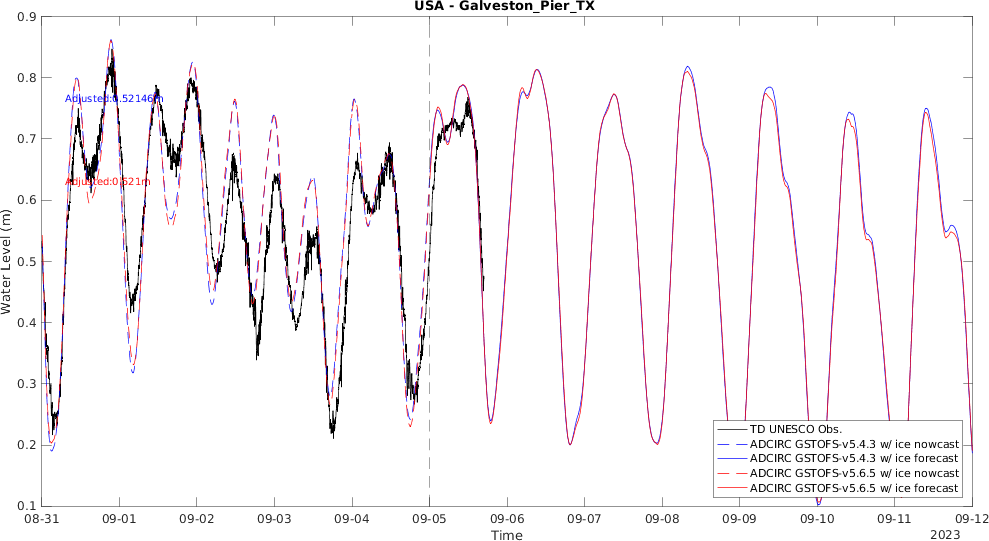 USA - Galveston_Pier_TX
0.9
0.8
0.7
0.6
0.5
0.4
0.3
0.2
0.1
Water Level (m)
Adjusted:0.52146m
Adjusted:0.521m
TD UNESCO Obs.
ADCIRC GSTOFS-v5.4.3 w/ ice nowcast
ADCIRC GSTOFS-v5.4.3 w/ ice forecast
ADCIRC GSTOFS-v5.6.5 w/ ice nowcast
ADCIRC GSTOFS-v5.6.5 w/ ice forecast
08-31 09-01 09-02 09-03 09-04 09-05 09-06 09-07 09-08 09-09 09-10 09-11 09-12
Time
2023